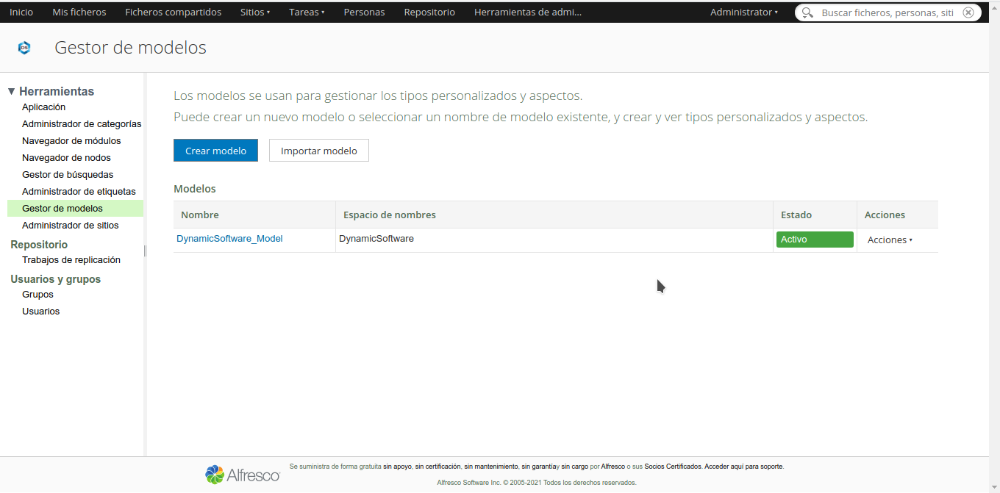 Inicio Mis ficheros Ficheros compartidos Sitios Tareas Personas Repositorio Herramientas de admi... Administrator Buscar ficheros, personas, siti
DS Gestor de modelos
Herramientas
Aplicación
Administrador de categorías
Navegador de módulos
Navegador de nodos
Gestor de búsquedas
Administrador de etiquetas
Gestor de modelos
Administrador de sitios
Repositorio
Trabajos de replicación
Usuarios y grupos
Grupos
Usuarios
Los modelos se usan para gestionar los tipos personalizados y aspectos.
Puede crear un nuevo modelo o seleccionar un nombre de modelo existente, y crear y ver tipos personalizados y aspectos.
Crear modelo Importar modelo
Modelos
Nombre Espacio de nombres Estado Acciones
DynamicSoftware_Model DynamicSoftware Activo Acciones
Alfresco
Se suministra de forma gratuita sin apoyo, sin certificación, sin mantenimiento, sin garantíay sin cargo por Alfresco o sus Socios Certificados. Acceder aquí para soporte.
Alfresco Software Inc. © 2005-2021 Todos los derechos reservados.